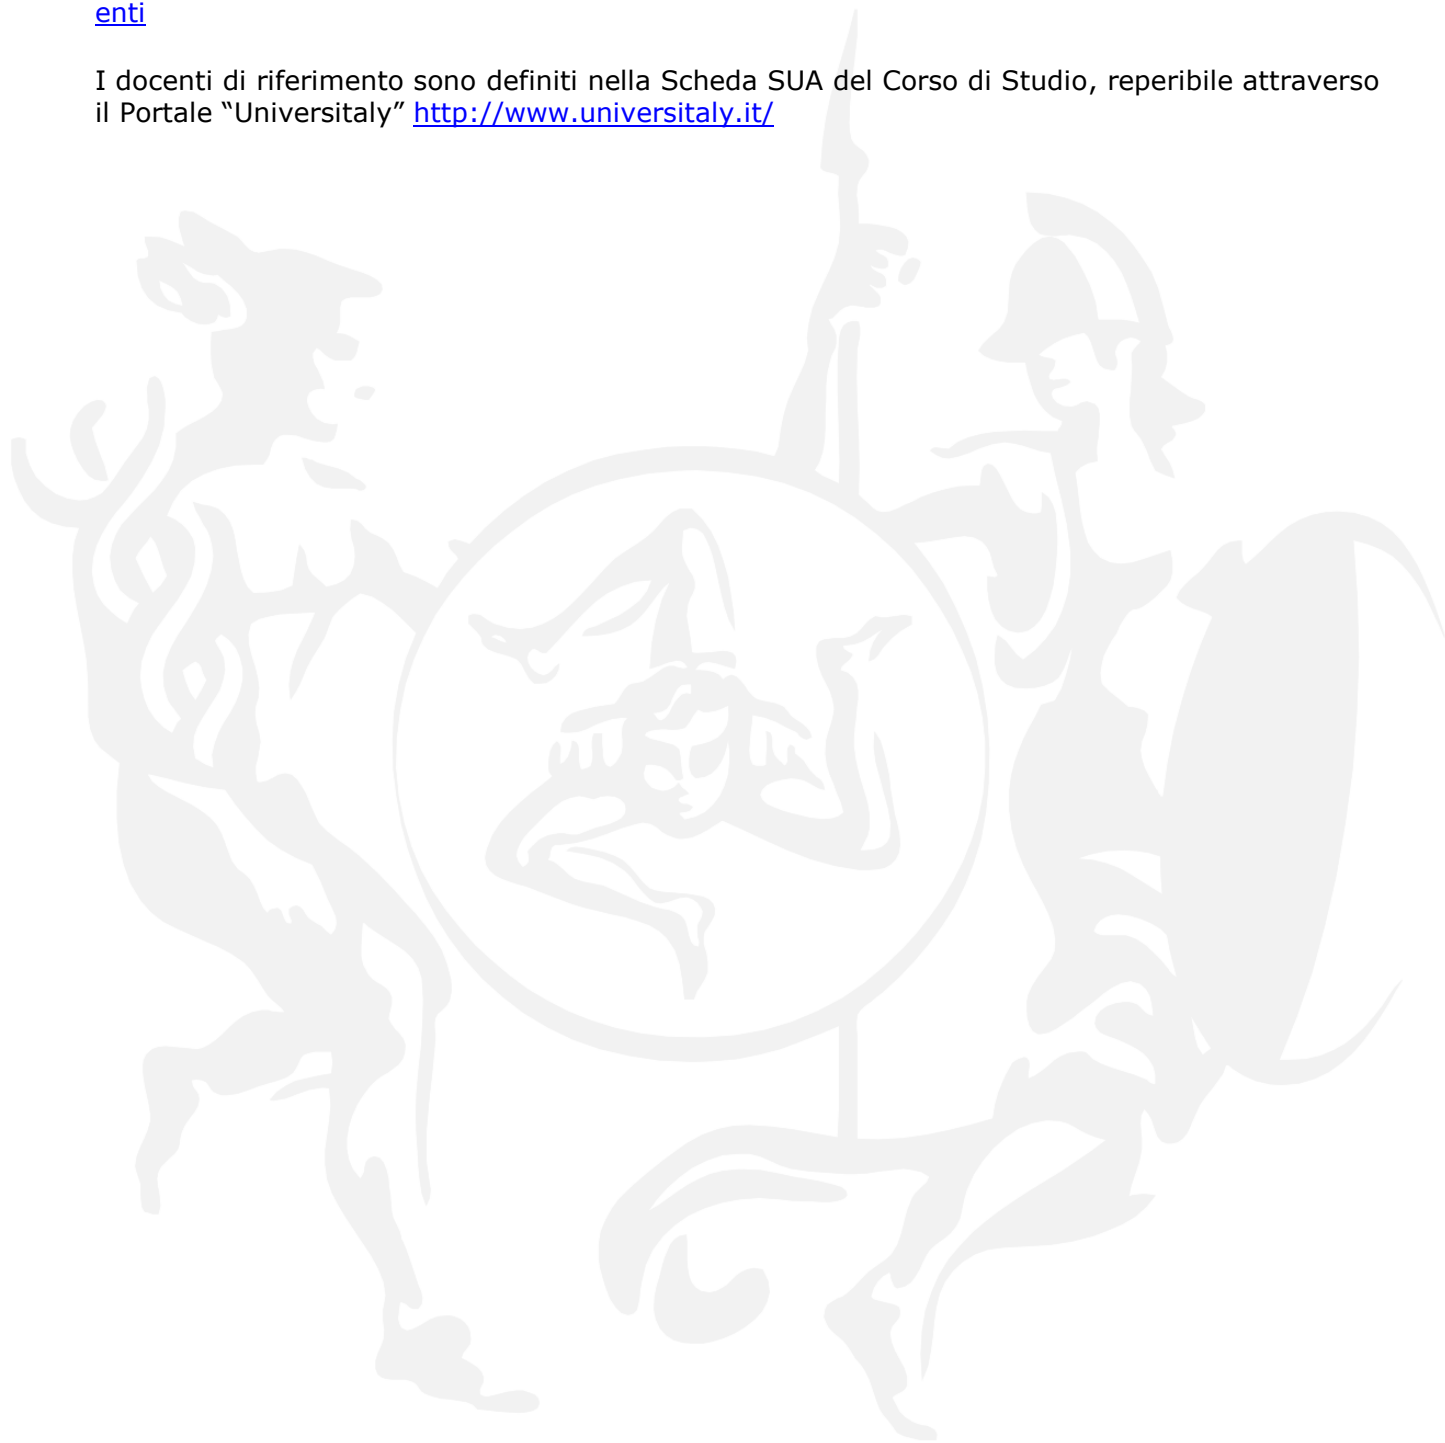 enti
I docenti di riferimento sono definiti nella Scheda SUA del Corso di Studio, reperibile attraverso
il Portale “Universitaly” http://www.universitaly.it/